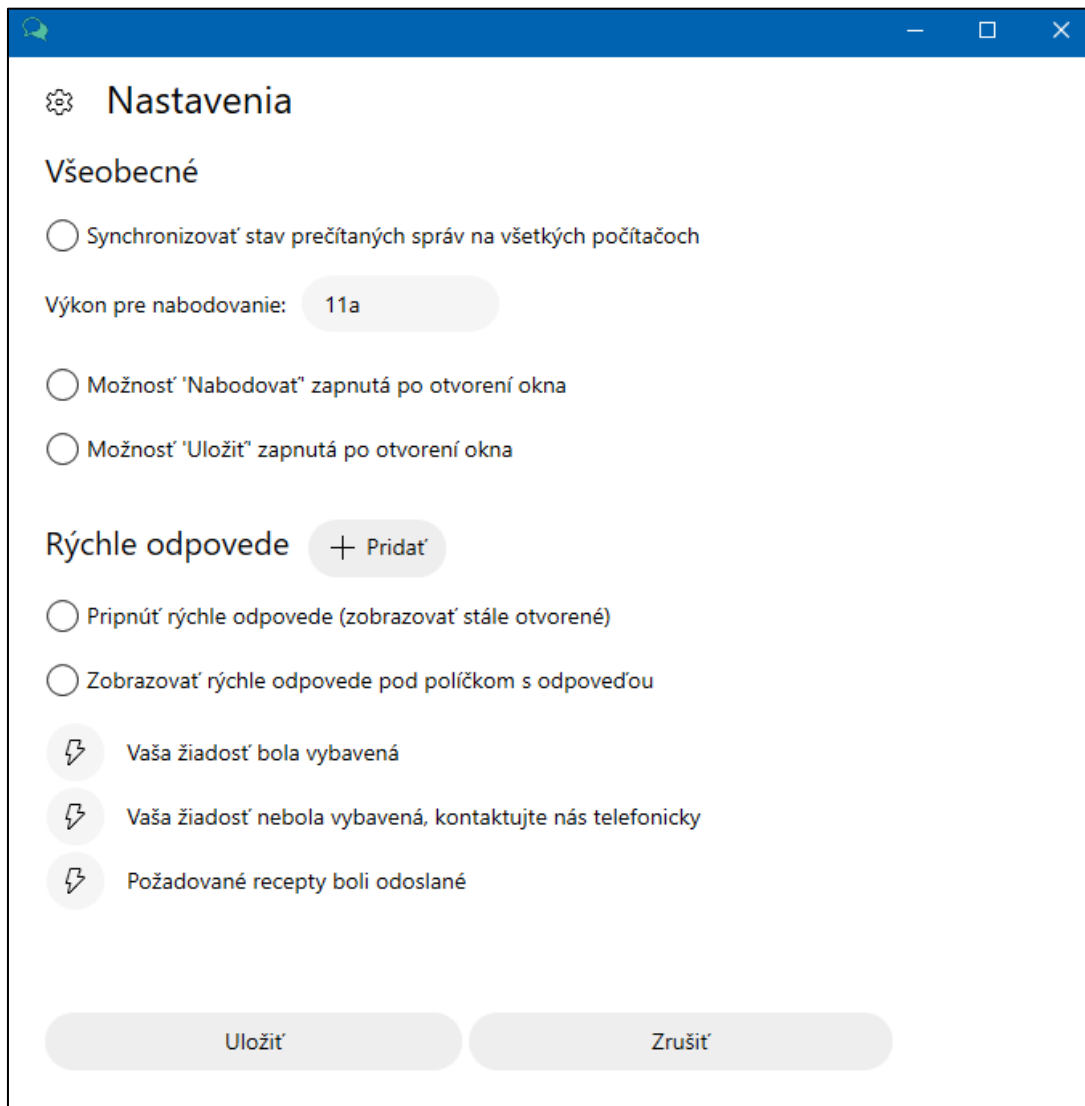 Nastavenia
Všeobecné
Synchronizovať stav prečítaných správ na všetkých počítačoch
Výkon pre nabodovanie: 11a
Možnosť 'Nabodovať' zapnutá po otvorení okna
Možnosť 'Uložiť' zapnutá po otvorení okna
Rýchle odpovede + Pridať
Pripnúť rýchle odpovede (zobrazovať stále otvorené)
Zobrazovať rýchle odpovede pod políčkom s odpoveďou
Vaša žiadosť bola vybavená
Vaša žiadosť nebola vybavená, kontaktujte nás telefonicky
Požadované recepty boli odoslané
Uložiť Zrušiť